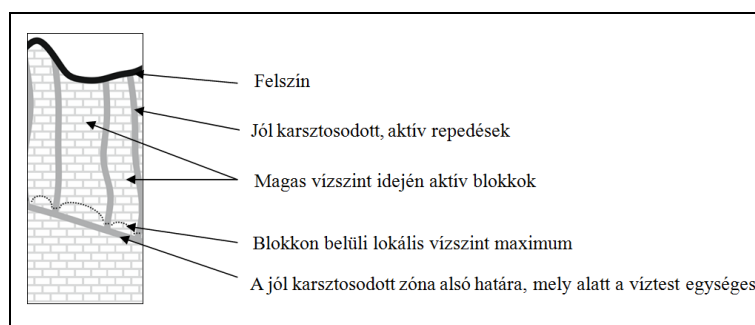 Felszín
Jól karsztosodott, aktív repedések
Magas vízszint idején aktív blokkok
Blokkon belüli lokális vízszint maximum
A jól karsztosodott zóna alsó határa, mely alatt a víztest egységes